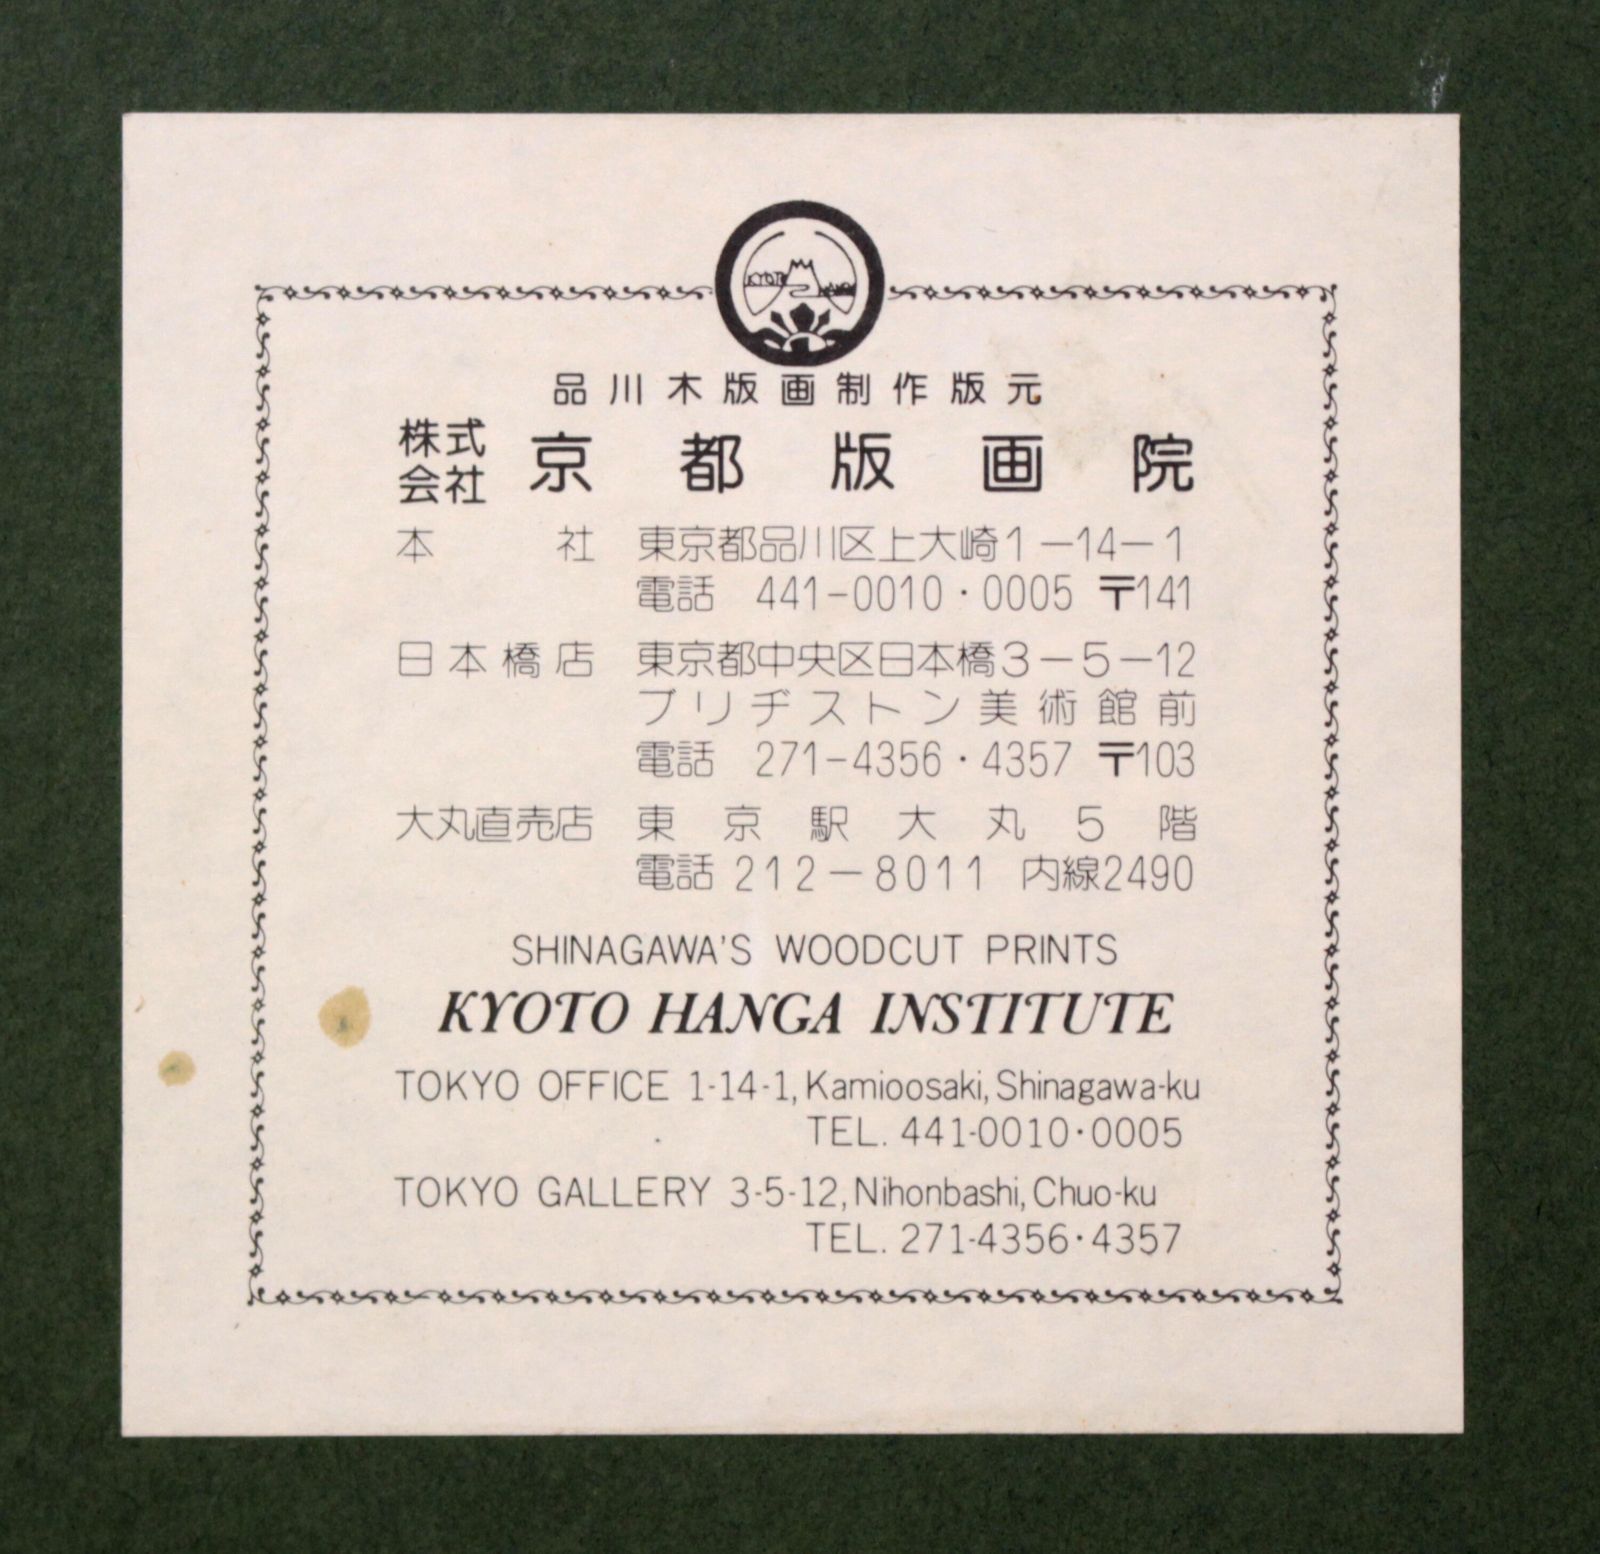 KYOTO
品川木版画制作版元
株式会社 京都版画院
本社 東京都品川区上大崎1-14-1
電話 441-0010・0005 〒141
日本橋店 東京都中央区日本橋3-5-12
ブリヂストン美術館前
電話 271-4356・4357 〒103
大丸直売店 東京駅大丸5階
電話 212-8011 内線2490
SHINAGAWA'S WOODCUT PRINTS
KYOTO HANGA INSTITUTE
TOKYO OFFICE 1-14-1, Kamioosaki, Shinagawa-ku
TEL. 441-0010・0005
TOKYO GALLERY 3-5-12, Nihonbashi, Chuo-ku
TEL. 271-4356・4357